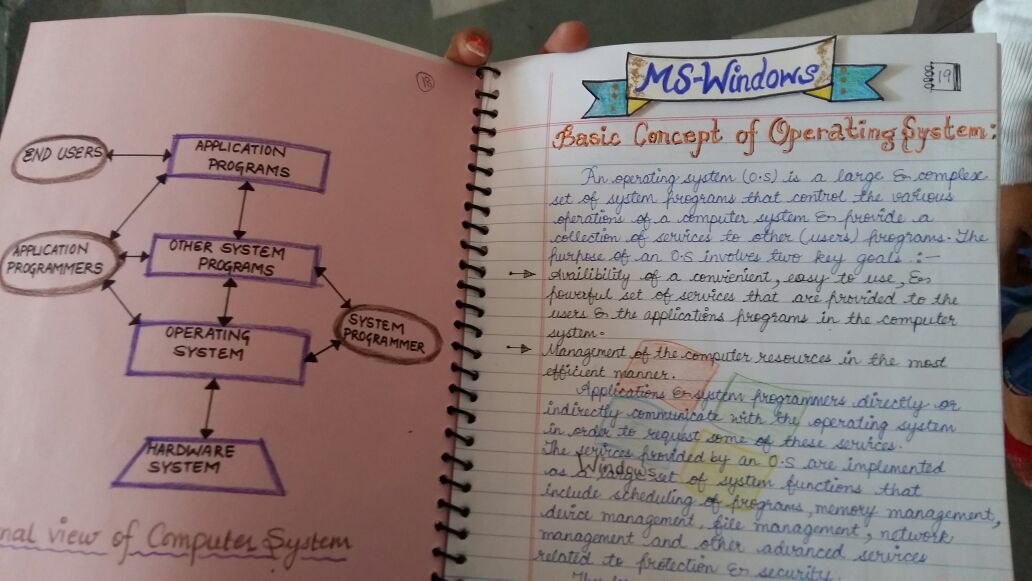 18
END USERS
APPLICATION
PROGRAMS
APPLICATION
PROGRAMMERS
OTHER SYSTEM
PROGRAMS
SYSTEM
PROGRAMMER
OPERATING
SYSTEM
HARDWARE
SYSTEM
nal view of Computer System
MS-Windows
19
Basic Concept of Operating System:
An operating system (O.S) is a large & complex
set of system programs that control the various
operations of a computer system & provide a
collection of services to other (users) programs. The
purpose of an O.S involves two key goals :-
Availibility of a convienient, easy to use, &
powerful set of services that are provided to the
users & the applications programs in the computer
system.
Management of the computer resources in the most
efficient manner.
Applications & system programmers directly or
indirectly communicate with the operating system
in order to request some of these services.
The services provided by an O.S are implemented
as a large set of system functions that
Windows
include scheduling of programs, memory management,
device management, file management, network
management and other advanced services
related to protection & security.